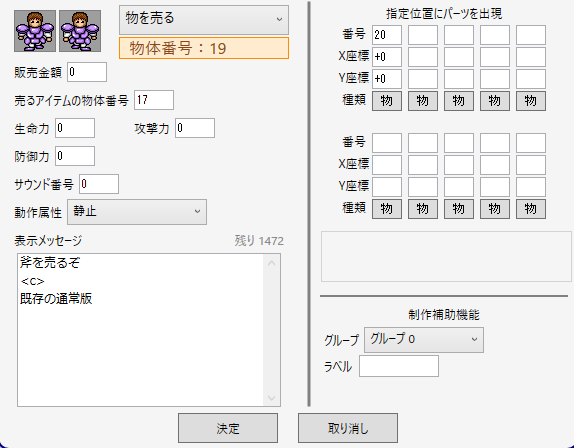 物を売る
物体番号：19
販売金額 0
売るアイテムの物体番号 17
生命力 0 攻撃力 0
防御力 0
サウンド番号 0
動作属性 静止
表示メッセージ 残り 1472
斧を売るぞ
<c>
既存の通常版
指定位置にパーツを出現
番号 20
X座標 +0
Y座標 +0
種類 物 物 物 物 物
番号
X座標
Y座標
種類 物 物 物 物 物
制作補助機能
グループ グループ 0
ラベル
決定 取り消し